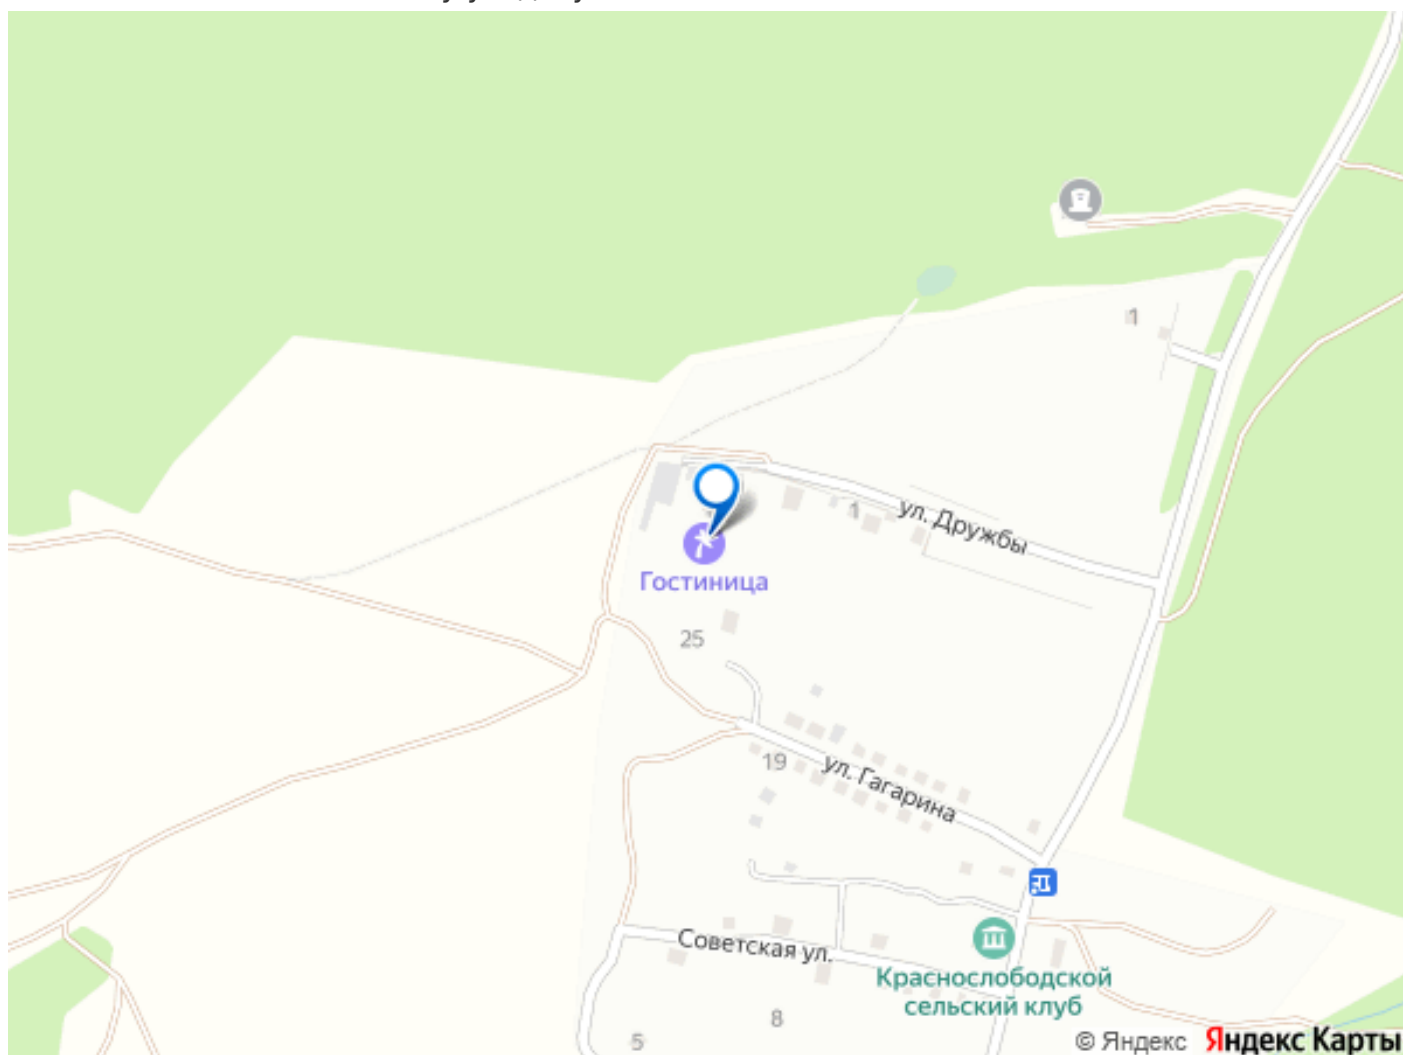 1
1
ул. Дружбы
Гостиница
25
19
ул. Гагарина
Советская ул.
Краснослободской
сельский клуб
8
5
© Яндекс Яндекс Карты